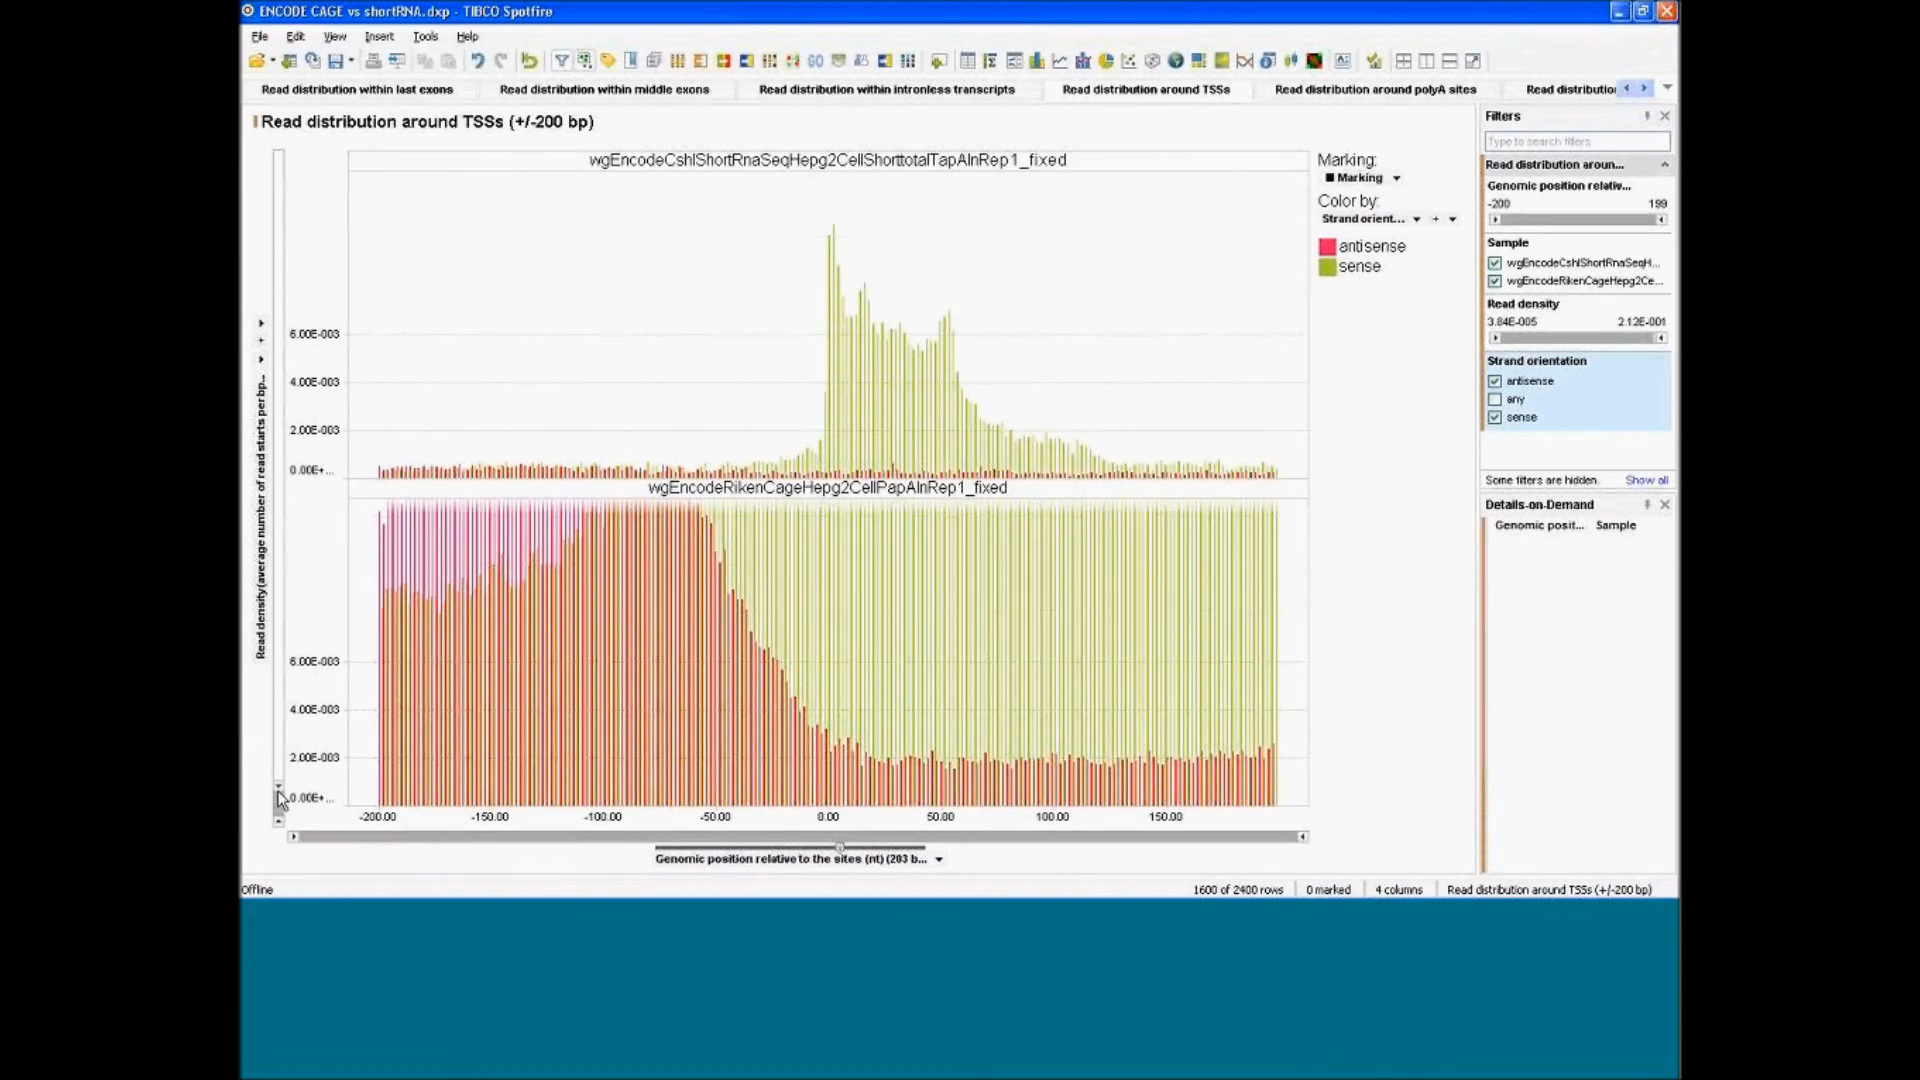 ENCODE CAGE vs shortRNA.dxp - TIBCO Spotfire
File Edit View Insert Tools Help
GO
Read distribution within last exons Read distribution within middle exons Read distribution within intronless transcripts Read distribution around TSSs Read distribution around polyA sites Read distributio
Read distribution around TSSs (+/-200 bp)
wgEncodeCshlShortRnaSeqHepg2CellShorttotalTapAlnRep1_fixed
6.00E-003
4.00E-003
2.00E-003
0.00E+...
wgEncodeRikenCageHepg2CellPapAlnRep1_fixed
6.00E-003
4.00E-003
2.00E-003
0.00E+...
Read density(average number of read starts per bp...
-200.00 -150.00 -100.00 -50.00 0.00 50.00 100.00 150.00
Genomic position relative to the sites (nt) (203 b...
Marking:
Marking
Color by:
Strand orient... +
antisense
sense
Filters
Type to search filters
Read distribution aroun...
Genomic position relativ...
-200 199
Sample
wgEncodeCshlShortRnaSeqH...
wgEncodeRikenCageHepg2Ce...
Read density
3.84E-005 2.12E-001
Strand orientation
antisense
any
sense
Some filters are hidden. Show all
Details-on-Demand
Genomic posit... Sample
Offline 1600 of 2400 rows 0 marked 4 columns Read distribution around TSSs (+/-200 bp)